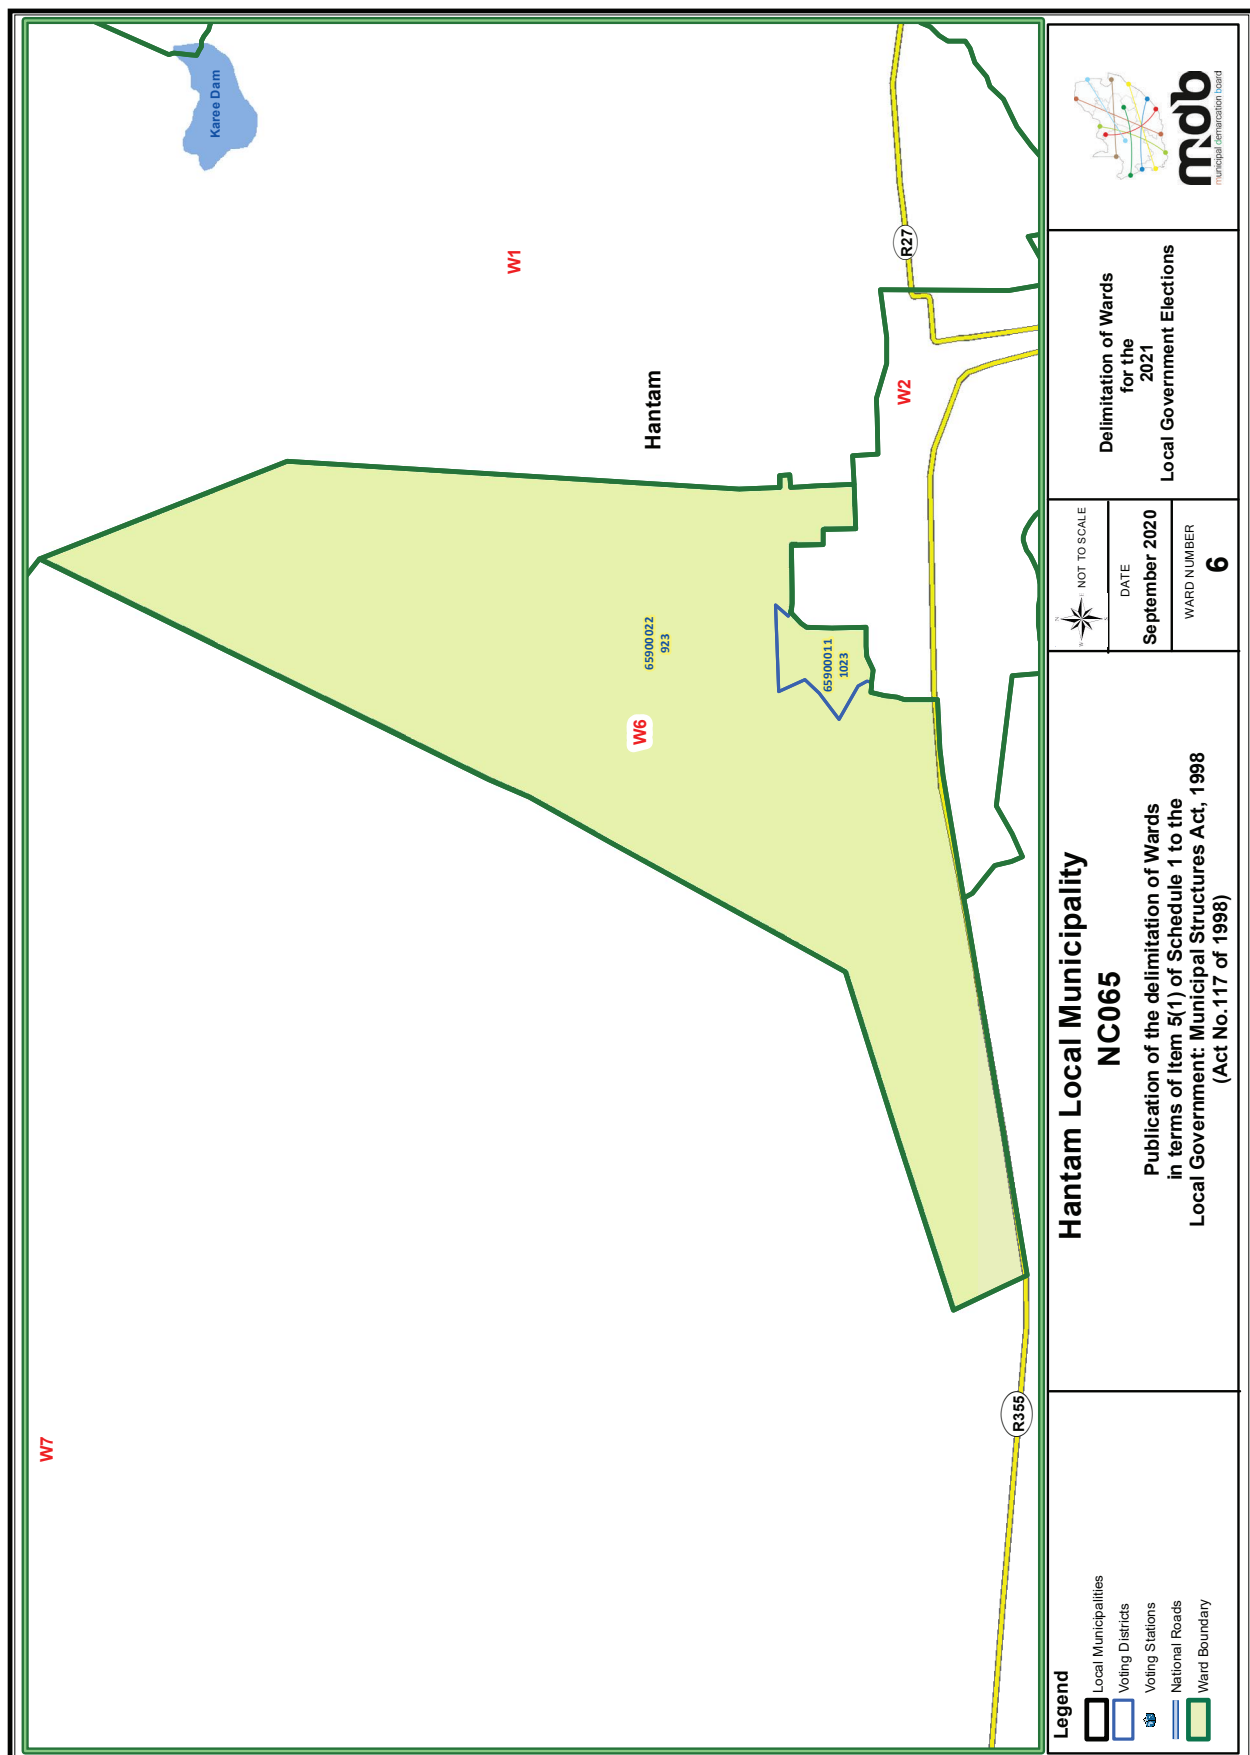 W7
Karee Dam
W1
Hantam
65900022
923
W6
65900011
1023
W2
R27
R355
Legend
Local Municipalities
Voting Districts
Voting Stations
National Roads
Ward Boundary
Hantam Local Municipality
NC065
Publication of the delimitation of Wards
in terms of Item 5(1) of Schedule 1 to the
Local Government: Municipal Structures Act, 1998
(Act No.117 of 1998)
N
W
E
S
NOT TO SCALE
DATE
September 2020
WARD NUMBER
6
Delimitation of Wards
for the
2021
Local Government Elections
mdb
municipal demarcation board